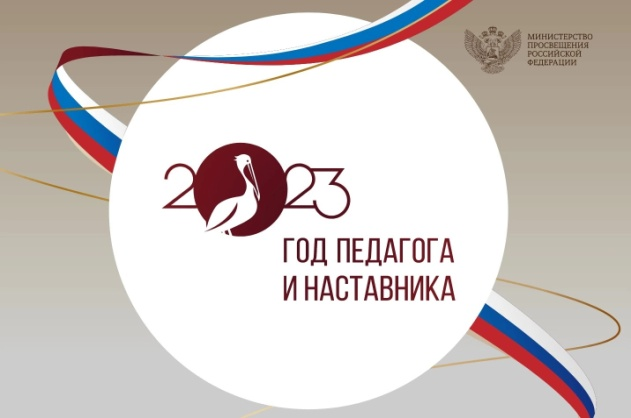 МИНИСТЕРСТВО
ПРОСВЕЩЕНИЯ
РОССИЙСКОЙ
ФЕДЕРАЦИИ
2023
ГОД ПЕДАГОГА
И НАСТАВНИКА